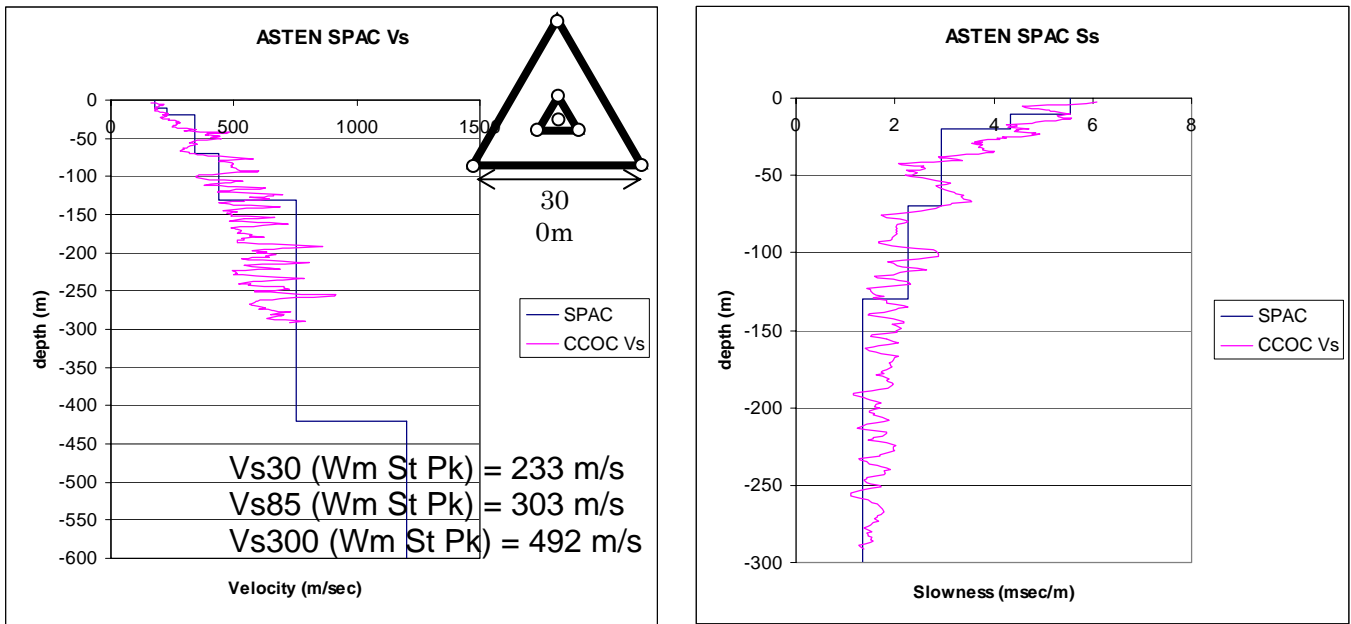 ASTEN SPAC Vs
0
-50
-100
-150
-200
-250
-300
-350
-400
-450
-500
-550
-600
0
500
1000
1500
depth (m)
Velocity (m/sec)
30
0m
SPAC
CCOC Vs
Vs30 (Wm St Pk) = 233 m/s
Vs85 (Wm St Pk) = 303 m/s
Vs300 (Wm St Pk) = 492 m/s
ASTEN SPAC Ss
0
-50
-100
-150
-200
-250
-300
0
2
4
6
8
depth (m)
Slowness (msec/m)
SPAC
CCOC Vs